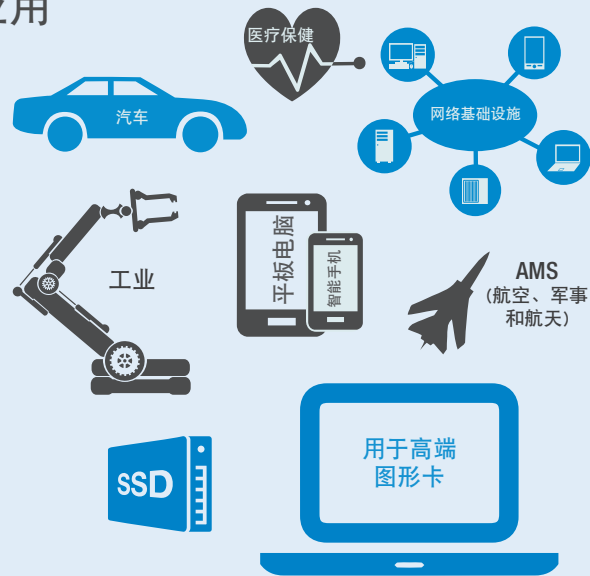 应用
医疗保健
汽车
网络基础设施
工业
平板电脑
智能手机
AMS
(航空、军事
和航天)
SSD
用于高端
图形卡